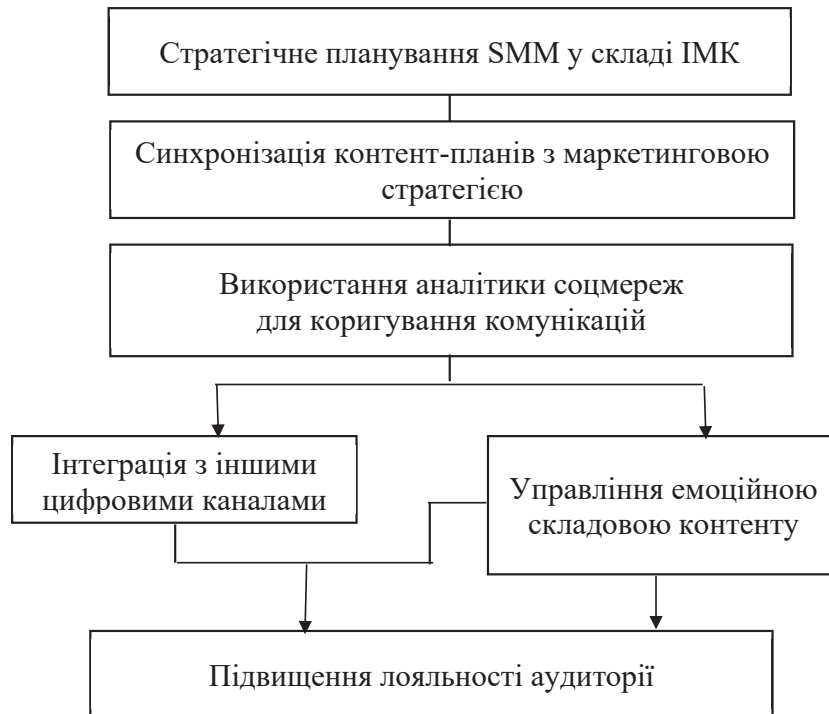 Стратегічне планування SMM у складі ІМК
Синхронізація контент-планів з маркетинговою
стратегією
Використання аналітики соцмереж
для коригування комунікацій
Інтеграція з іншими
цифровими каналами
Управління емоційною
складовою контенту
Підвищення лояльності аудиторії